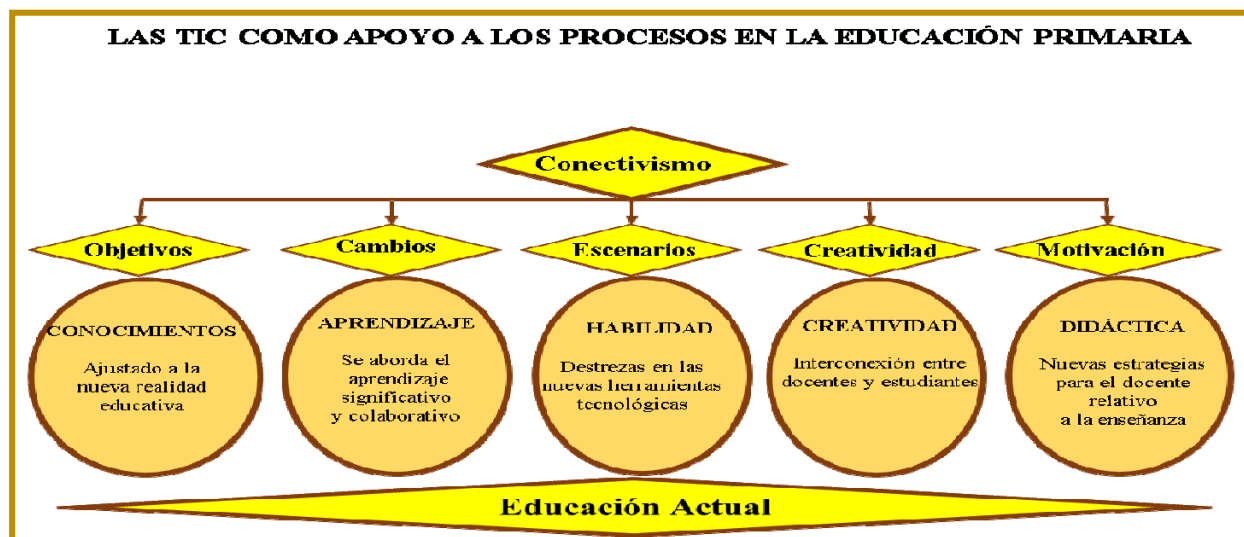 LAS TIC COMO APOYO A LOS PROCESOS EN LA EDUCACIÓN PRIMARIA
Conectivismo
Objetivos
Cambios
Escenarios
Creatividad
Motivación
CONOCIMIENTOS
Ajustado a la
nueva realidad
educativa
APRENDIZAJE
Se aborda el
aprendizaje
significativo
y colaborativo
HABILIDAD
Destrezas en las
nuevas herramientas
tecnológicas
CREATIVIDAD
Interconexión entre
docentes y estudiantes
DIDÁCTICA
Nuevas estrategias
para el docente
relativo
a la enseñanza
Educación Actual